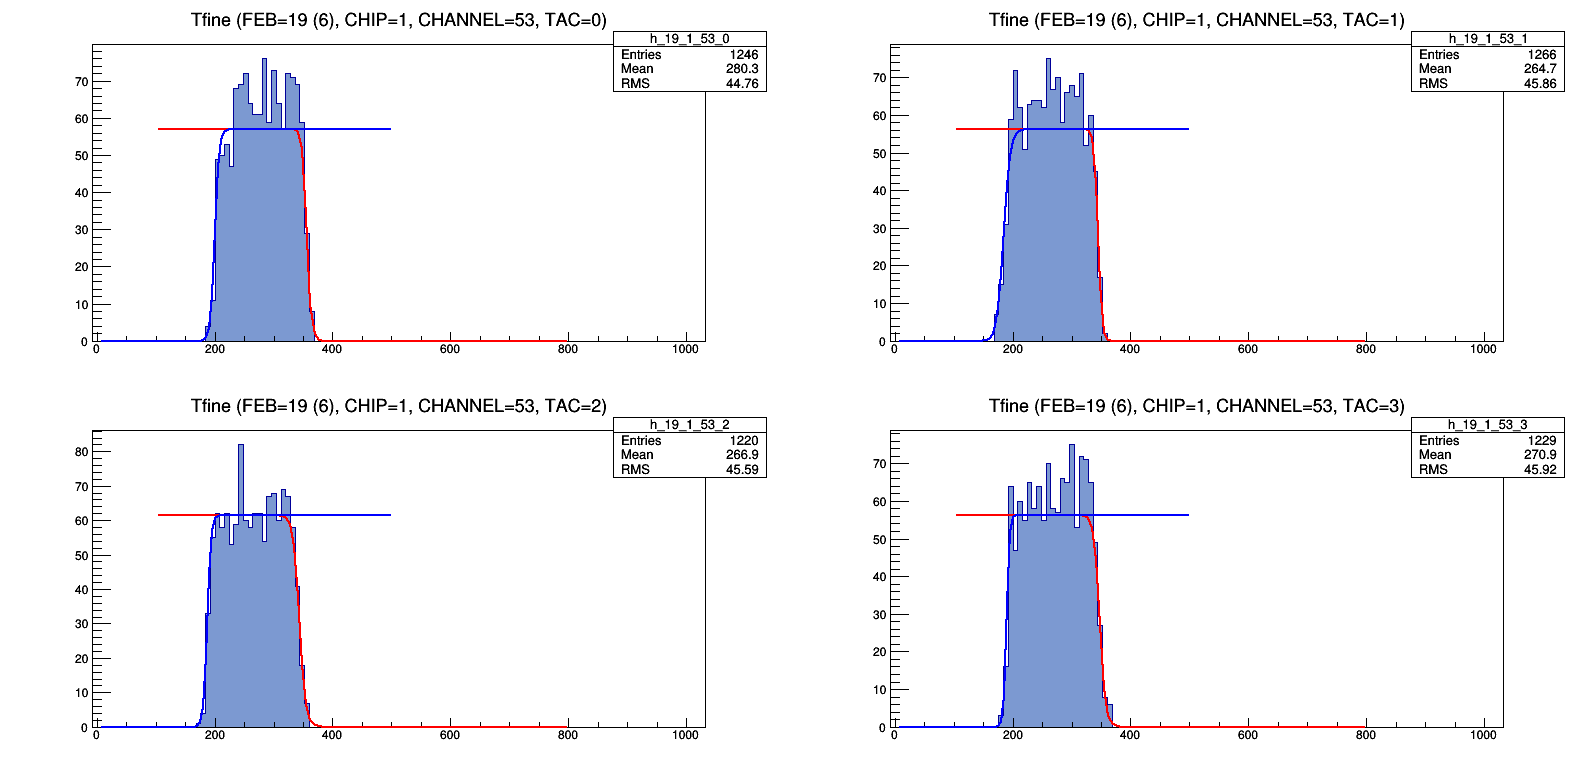 Tfine (FEB=19 (6), CHIP=1, CHANNEL=53, TAC=0)
h_19_1_53_0
Entries 1246
Mean 280.3
RMS 44.76
70
60
50
40
30
20
10
0
0 200 400 600 800 1000
Tfine (FEB=19 (6), CHIP=1, CHANNEL=53, TAC=1)
h_19_1_53_1
Entries 1266
Mean 264.7
RMS 45.86
70
60
50
40
30
20
10
0
0 200 400 600 800 1000
Tfine (FEB=19 (6), CHIP=1, CHANNEL=53, TAC=2)
h_19_1_53_2
Entries 1220
Mean 266.9
RMS 45.59
80
70
60
50
40
30
20
10
0
0 200 400 600 800 1000
Tfine (FEB=19 (6), CHIP=1, CHANNEL=53, TAC=3)
h_19_1_53_3
Entries 1229
Mean 270.9
RMS 45.92
70
60
50
40
30
20
10
0
0 200 400 600 800 1000